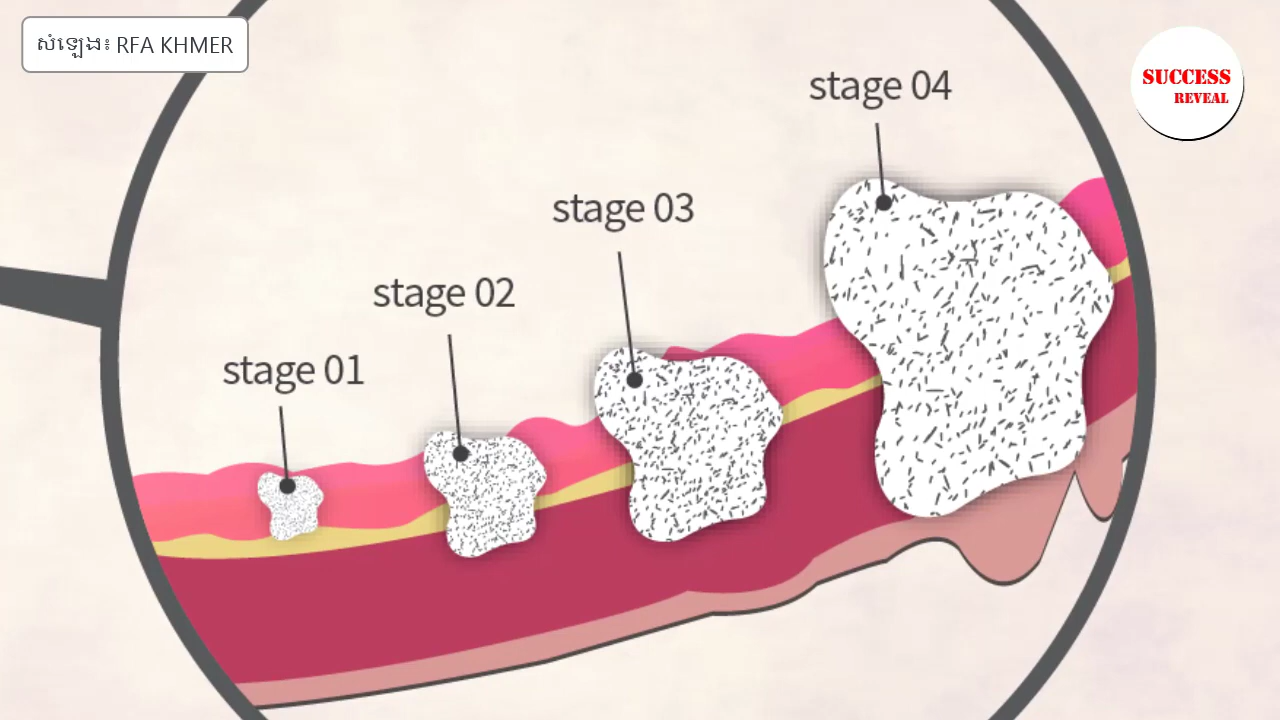 សំឡេង៖ RFA KHMER
SUCCESS
REVEAL
stage 04
stage 03
stage 02
stage 01